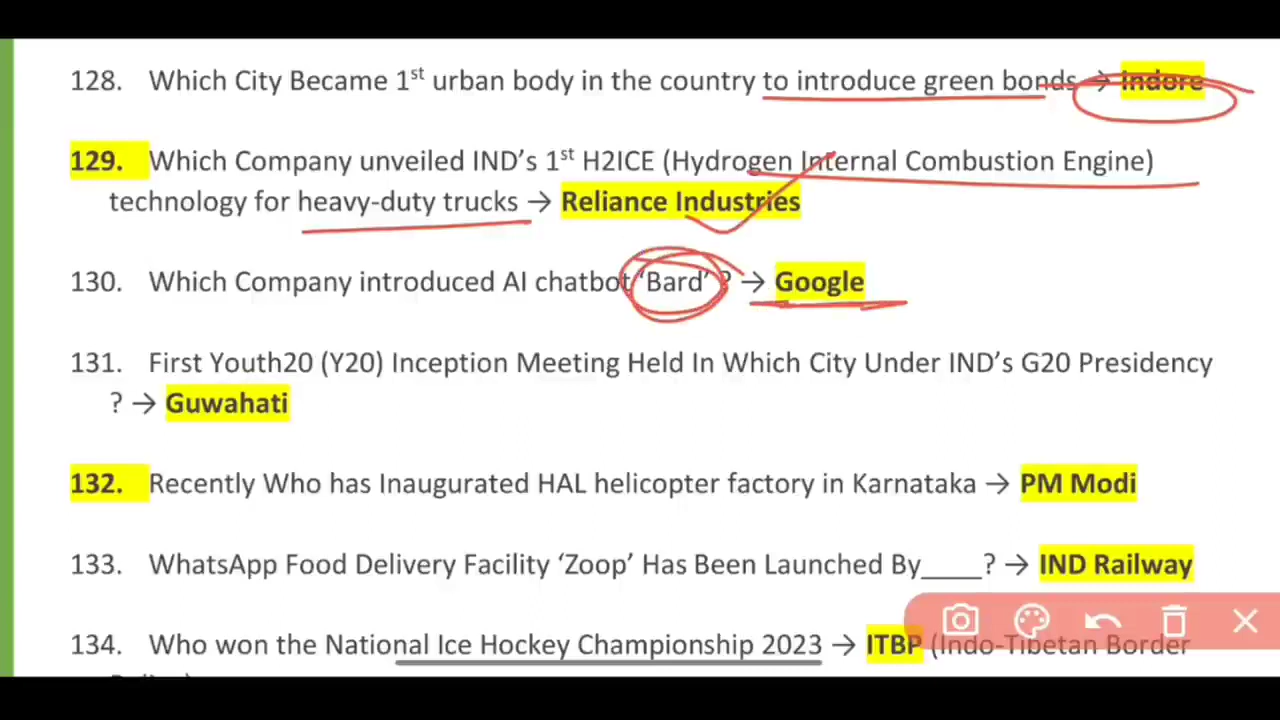 128. Which City Became 1st urban body in the country to introduce green bonds → Indore
129. Which Company unveiled IND's 1st H2ICE (Hydrogen Internal Combustion Engine)
technology for heavy-duty trucks → Reliance Industries
130. Which Company introduced AI chatbot 'Bard' ? → Google
131. First Youth20 (Y20) Inception Meeting Held In Which City Under IND's G20 Presidency
? → Guwahati
132. Recently Who has Inaugurated HAL helicopter factory in Karnataka → PM Modi
133. WhatsApp Food Delivery Facility 'Zoop' Has Been Launched By____? → IND Railway
134. Who won the National Ice Hockey Championship 2023 → ITBP (Indo-Tibetan Border